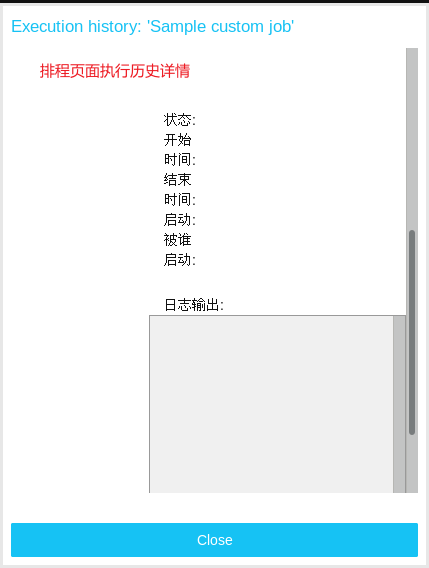 Execution history: 'Sample custom job'
排程页面执行历史详情
状态:
开始
时间:
结束
时间:
启动:
被谁
启动:
日志输出:
Close